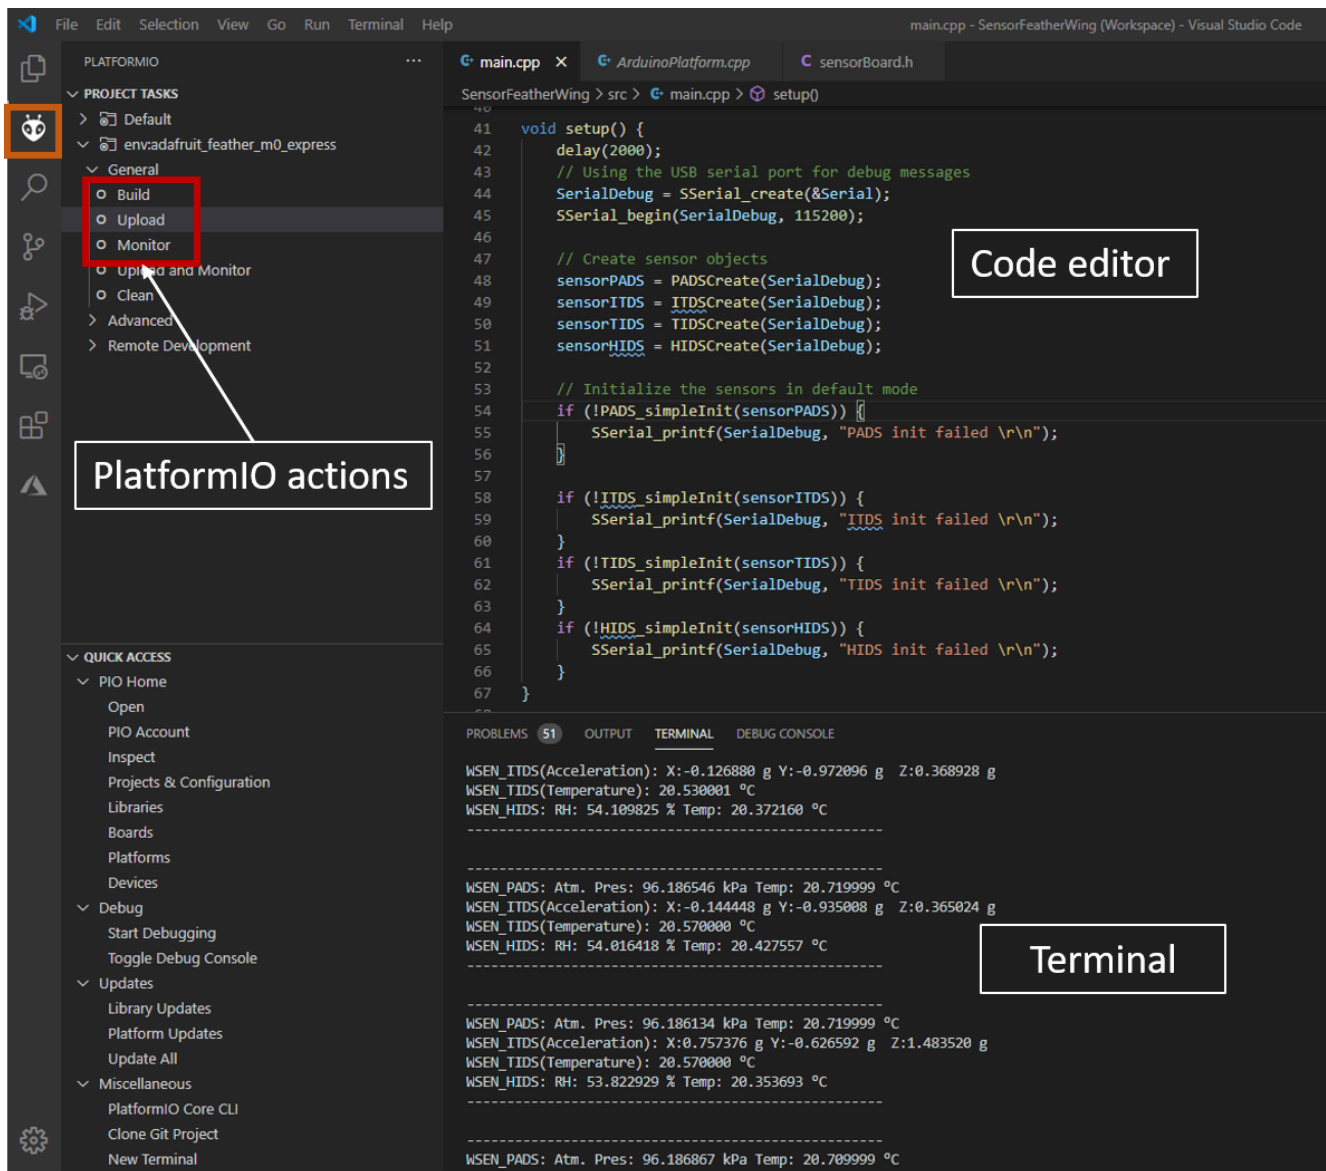 File Edit Selection View Go Run Terminal Help
main.cpp - SensorFeatherWing (Workspace) - Visual Studio Code
PLATFORMIO ...
PROJECT TASKS
Default
env:adafruit_feather_m0_express
General
Build
Upload
Monitor
Upload and Monitor
Clean
Advanced
Remote Development
PlatformIO actions
QUICK ACCESS
PIO Home
Open
PIO Account
Inspect
Projects & Configuration
Libraries
Boards
Platforms
Devices
Debug
Start Debugging
Toggle Debug Console
Updates
Library Updates
Platform Updates
Update All
Miscellaneous
PlatformIO Core CLI
Clone Git Project
New Terminal
main.cpp ArduinoPlatform.cpp C sensorBoard.h
SensorFeatherWing > src > main.cpp > setup()
40
41 void setup() {
42 delay(2000);
43 // Using the USB serial port for debug messages
44 SerialDebug = SSerial_create(&Serial);
45 SSerial_begin(SerialDebug, 115200);
46
47 // Create sensor objects
48 sensorPADS = PADSCreate(SerialDebug);
49 sensorITDS = ITDSCreate(SerialDebug);
50 sensorTIDS = TIDSCreate(SerialDebug);
51 sensorHIDS = HIDSCreate(SerialDebug);
52
53 // Initialize the sensors in default mode
54 if (!PADS_simpleInit(sensorPADS)) {
55 SSerial_printf(SerialDebug, "PADS init failed \r\n");
56 }
57
58 if (!ITDS_simpleInit(sensorITDS)) {
59 SSerial_printf(SerialDebug, "ITDS init failed \r\n");
60 }
61 if (!TIDS_simpleInit(sensorTIDS)) {
62 SSerial_printf(SerialDebug, "TIDS init failed \r\n");
63 }
64 if (!HIDS_simpleInit(sensorHIDS)) {
65 SSerial_printf(SerialDebug, "HIDS init failed \r\n");
66 }
67 }
Code editor
PROBLEMS 51 OUTPUT TERMINAL DEBUG CONSOLE
WSEN_ITDS(Acceleration): X:-0.126880 g Y:-0.972096 g Z:0.368928 g
WSEN_TIDS(Temperature): 20.530001 ºC
WSEN_HIDS: RH: 54.109825 % Temp: 20.372160 ºC
----------------------------------------------------
----------------------------------------------------
WSEN_PADS: Atm. Pres: 96.186546 kPa Temp: 20.719999 ºC
WSEN_ITDS(Acceleration): X:-0.144448 g Y:-0.935008 g Z:0.365024 g
WSEN_TIDS(Temperature): 20.570000 ºC
WSEN_HIDS: RH: 54.016418 % Temp: 20.427557 ºC
----------------------------------------------------
----------------------------------------------------
WSEN_PADS: Atm. Pres: 96.186134 kPa Temp: 20.719999 ºC
WSEN_ITDS(Acceleration): X:0.757376 g Y:-0.626592 g Z:1.483520 g
WSEN_TIDS(Temperature): 20.570000 ºC
WSEN_HIDS: RH: 53.822929 % Temp: 20.353693 ºC
----------------------------------------------------
----------------------------------------------------
WSEN_PADS: Atm. Pres: 96.186867 kPa Temp: 20.709999 ºC
Terminal